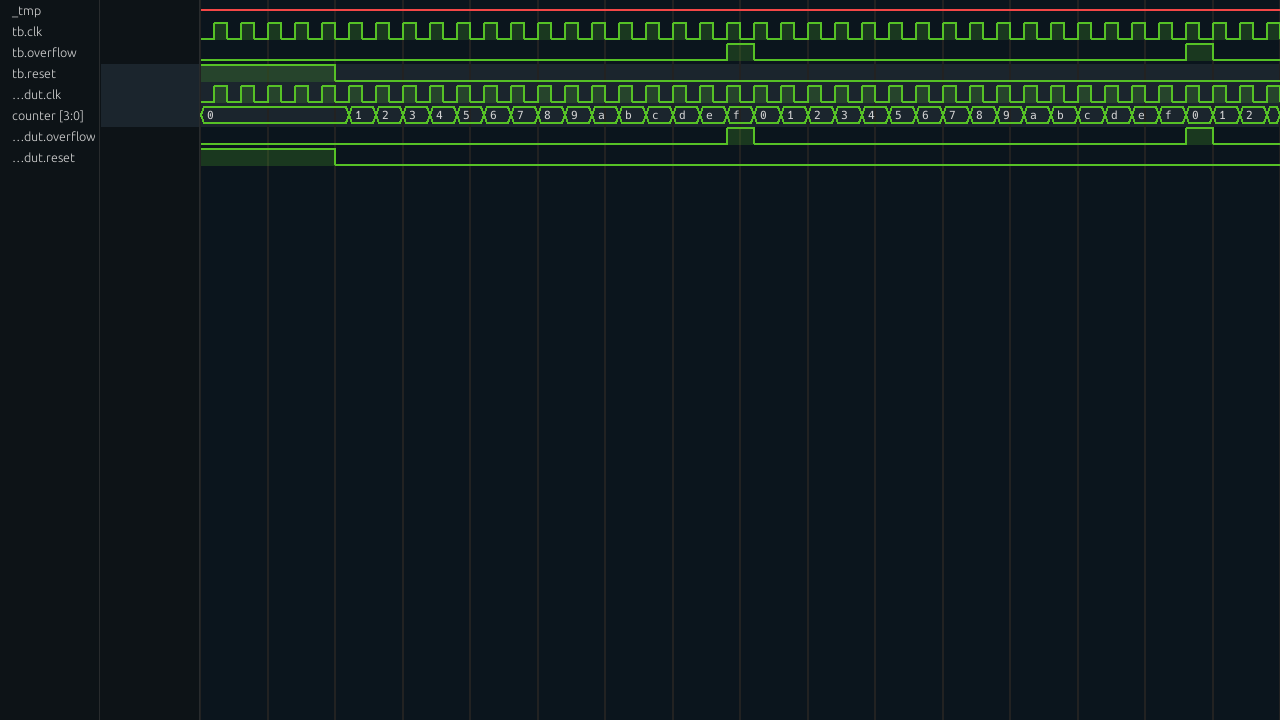 _tmp
tb.clk
tb.overflow
tb.reset
…dut.clk
counter [3:0] 0 1 2 3 4 5 6 7 8 9 a b c d e f 0 1 2 3 4 5 6 7 8 9 a b c d e f 0 1 2
…dut.overflow
…dut.reset